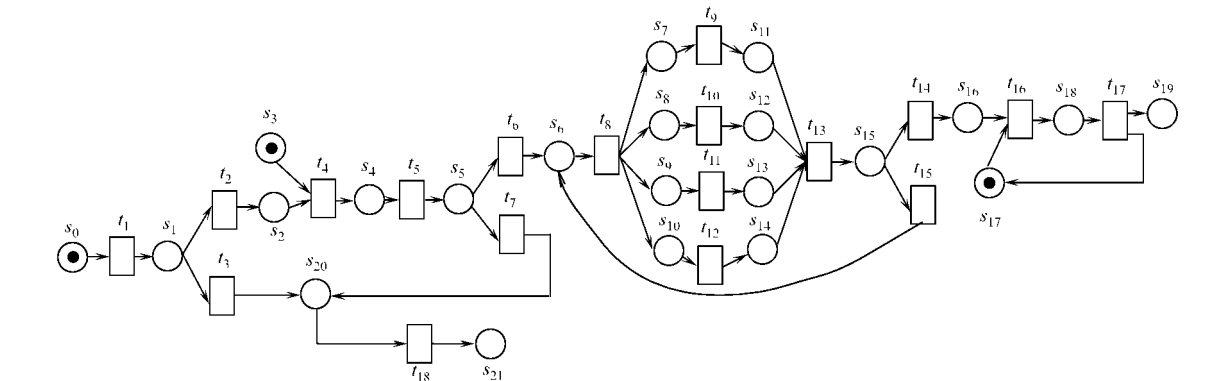 t9
s7 s11
t14 t16 t17 s19
s16 s18
s8 t10 s12
s3 t6 s6 t8 t13 s15
t2 t4 s4 t5 s5 s9 t11 s13 t15
s2 t7 s17
s0 t1 s1 s10 t12 s14
t3 s20
t18 s21